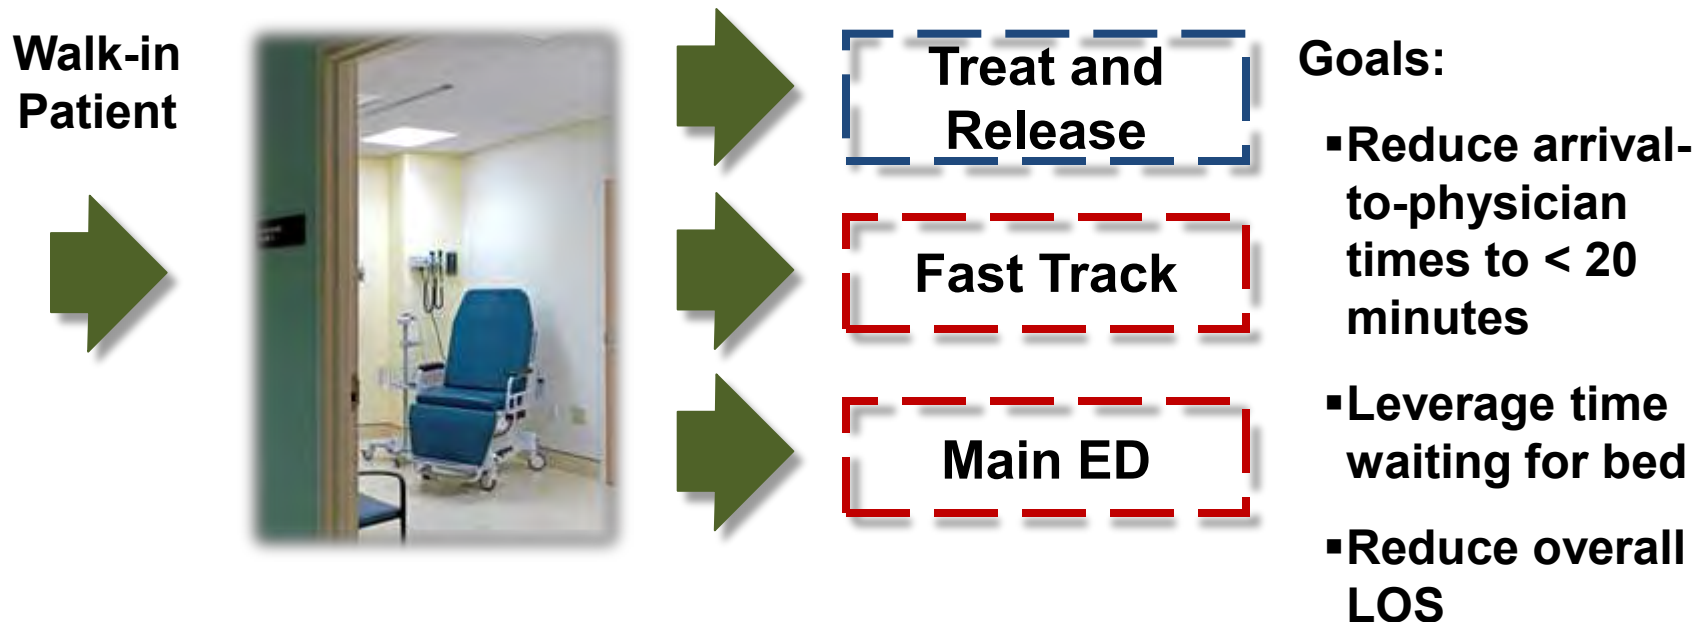 Walk-in
Patient
Treat and
Release
Fast Track
Main ED
Goals:
▪Reduce arrival-
to-physician
times to < 20
minutes
▪Leverage time
waiting for bed
▪Reduce overall
LOS